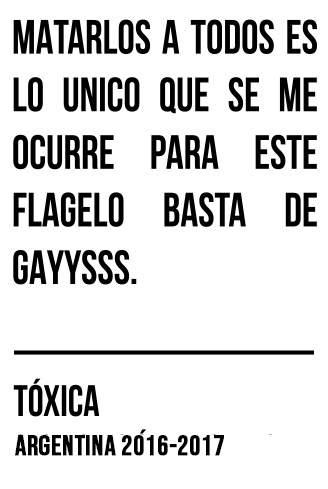 MATARLOS A TODOS ES
LO UNICO QUE SE ME
OCURRE PARA ESTE
FLAGELO BASTA DE
GAYYSSS.
TÓXICA
ARGENTINA 2016-2017